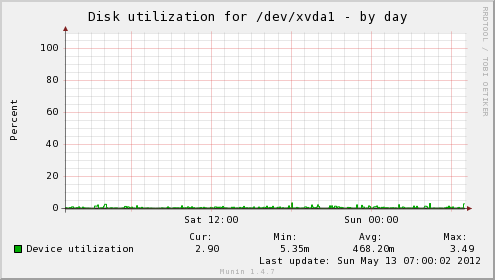 Disk utilization for /dev/xvda1 - by day
RRDTOOL / TOBI OETIKER
Percent
100
80
60
40
20
0
Sat 12:00 Sun 00:00
Cur: Min: Avg: Max:
Device utilization 2.90 5.35m 468.20m 3.49
Last update: Sun May 13 07:00:02 2012
Munin 1.4.7